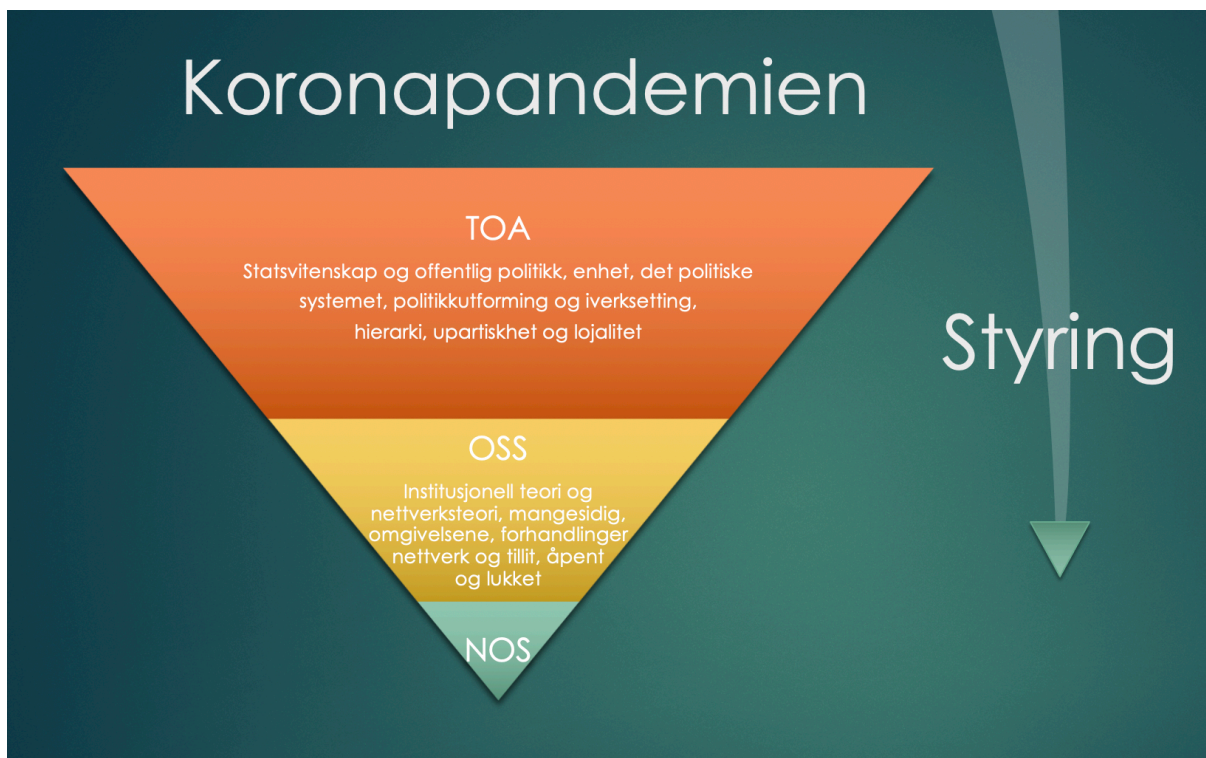 Koronapandemien
TOA
Statsvitenskap og offentlig politikk, enhet, det politiske
systemet, politikkutforming og iverksetting,
hierarki, upartiskhet og lojalitet
Styring
OSS
Institusjonell teori og
nettverksteori, mangesidig,
omgivelsene, forhandlinger
nettverk og tillit, åpent
og lukket
NOS